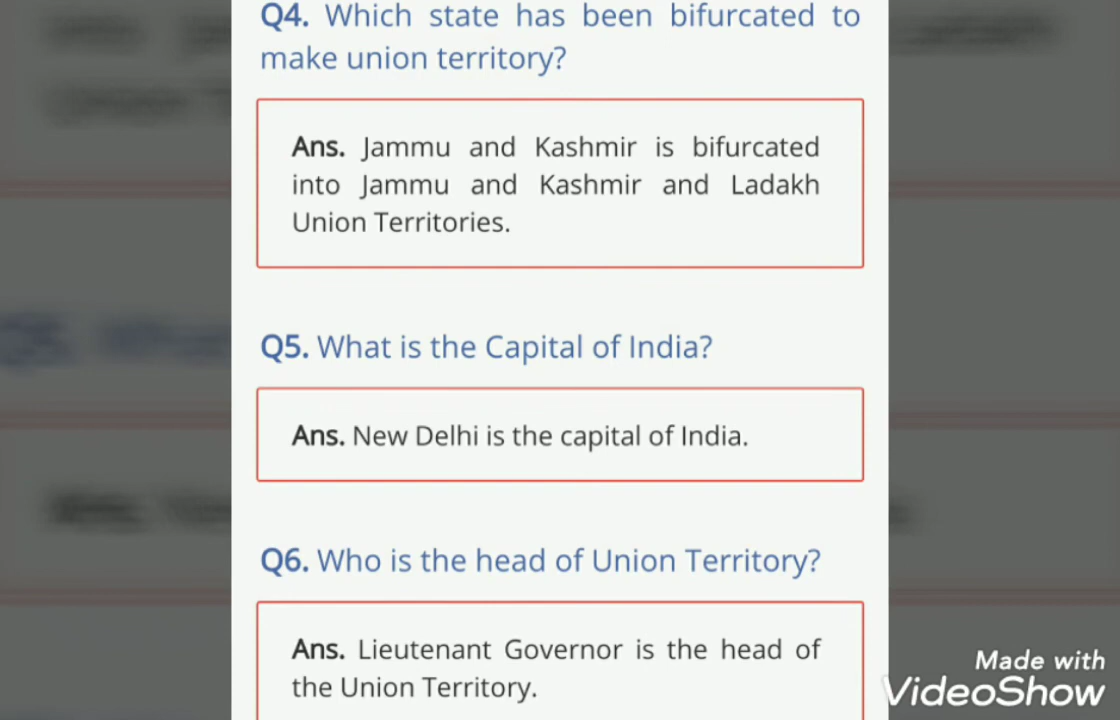 Q4. Which state has been bifurcated to
make union territory?
Ans. Jammu and Kashmir is bifurcated
into Jammu and Kashmir and Ladakh
Union Territories.
Q5. What is the Capital of India?
Ans. New Delhi is the capital of India.
Q6. Who is the head of Union Territory?
Ans. Lieutenant Governor is the head of
the Union Territory.
Made with
VideoShow